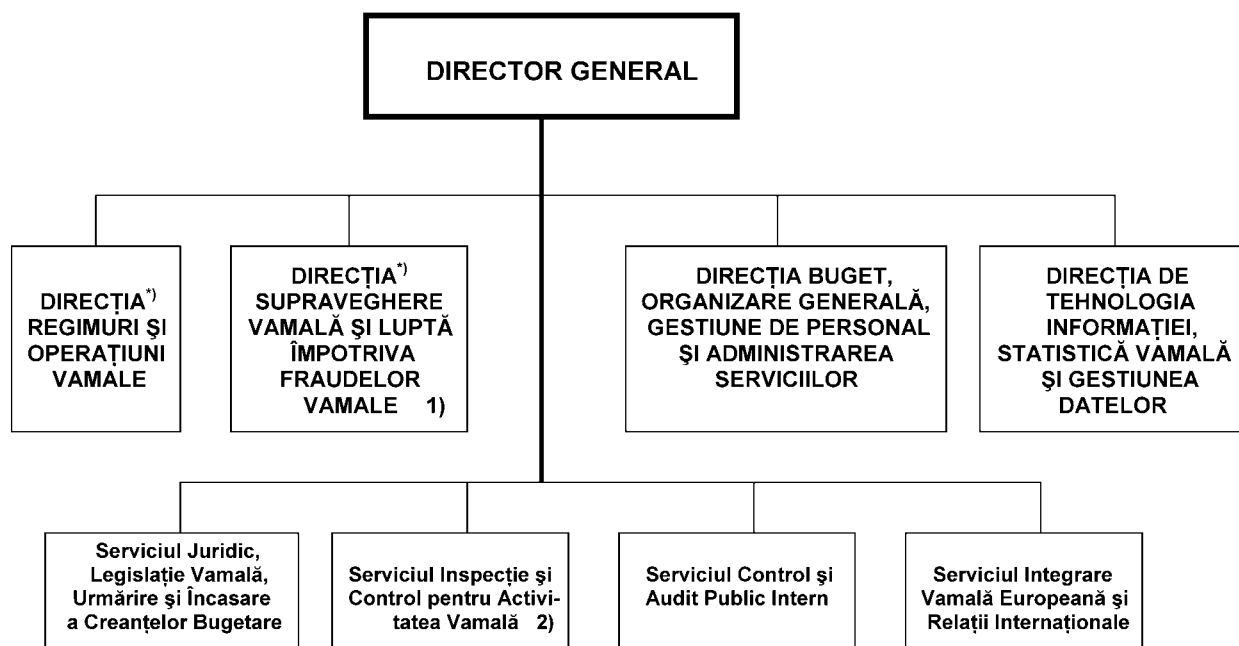 DIRECTOR GENERAL
DIRECȚIA*)
REGIMURI ŞI
OPERAȚIUNI
VAMALE
DIRECȚIA*)
SUPRAVEGHERE
VAMALĂ ŞI LUPTĂ
ÎMPOTRIVA
FRAUDELOR
VAMALE 1)
DIRECȚIA BUGET,
ORGANIZARE GENERALĂ,
GESTIUNE DE PERSONAL
ŞI ADMINISTRAREA
SERVICIILOR
DIRECȚIA DE
TEHNOLOGIA
INFORMAȚIEI,
STATISTICĂ VAMALĂ
ŞI GESTIUNEA
DATELOR
Serviciul Juridic,
Legislație Vamală,
Urmărire şi Încasare
a Creanțelor Bugetare
Serviciul Inspecție şi
Control pentru Activi-
tatea Vamală 2)
Serviciul Control şi
Audit Public Intern
Serviciul Integrare
Vamală Europeană şi
Relații Internaționale